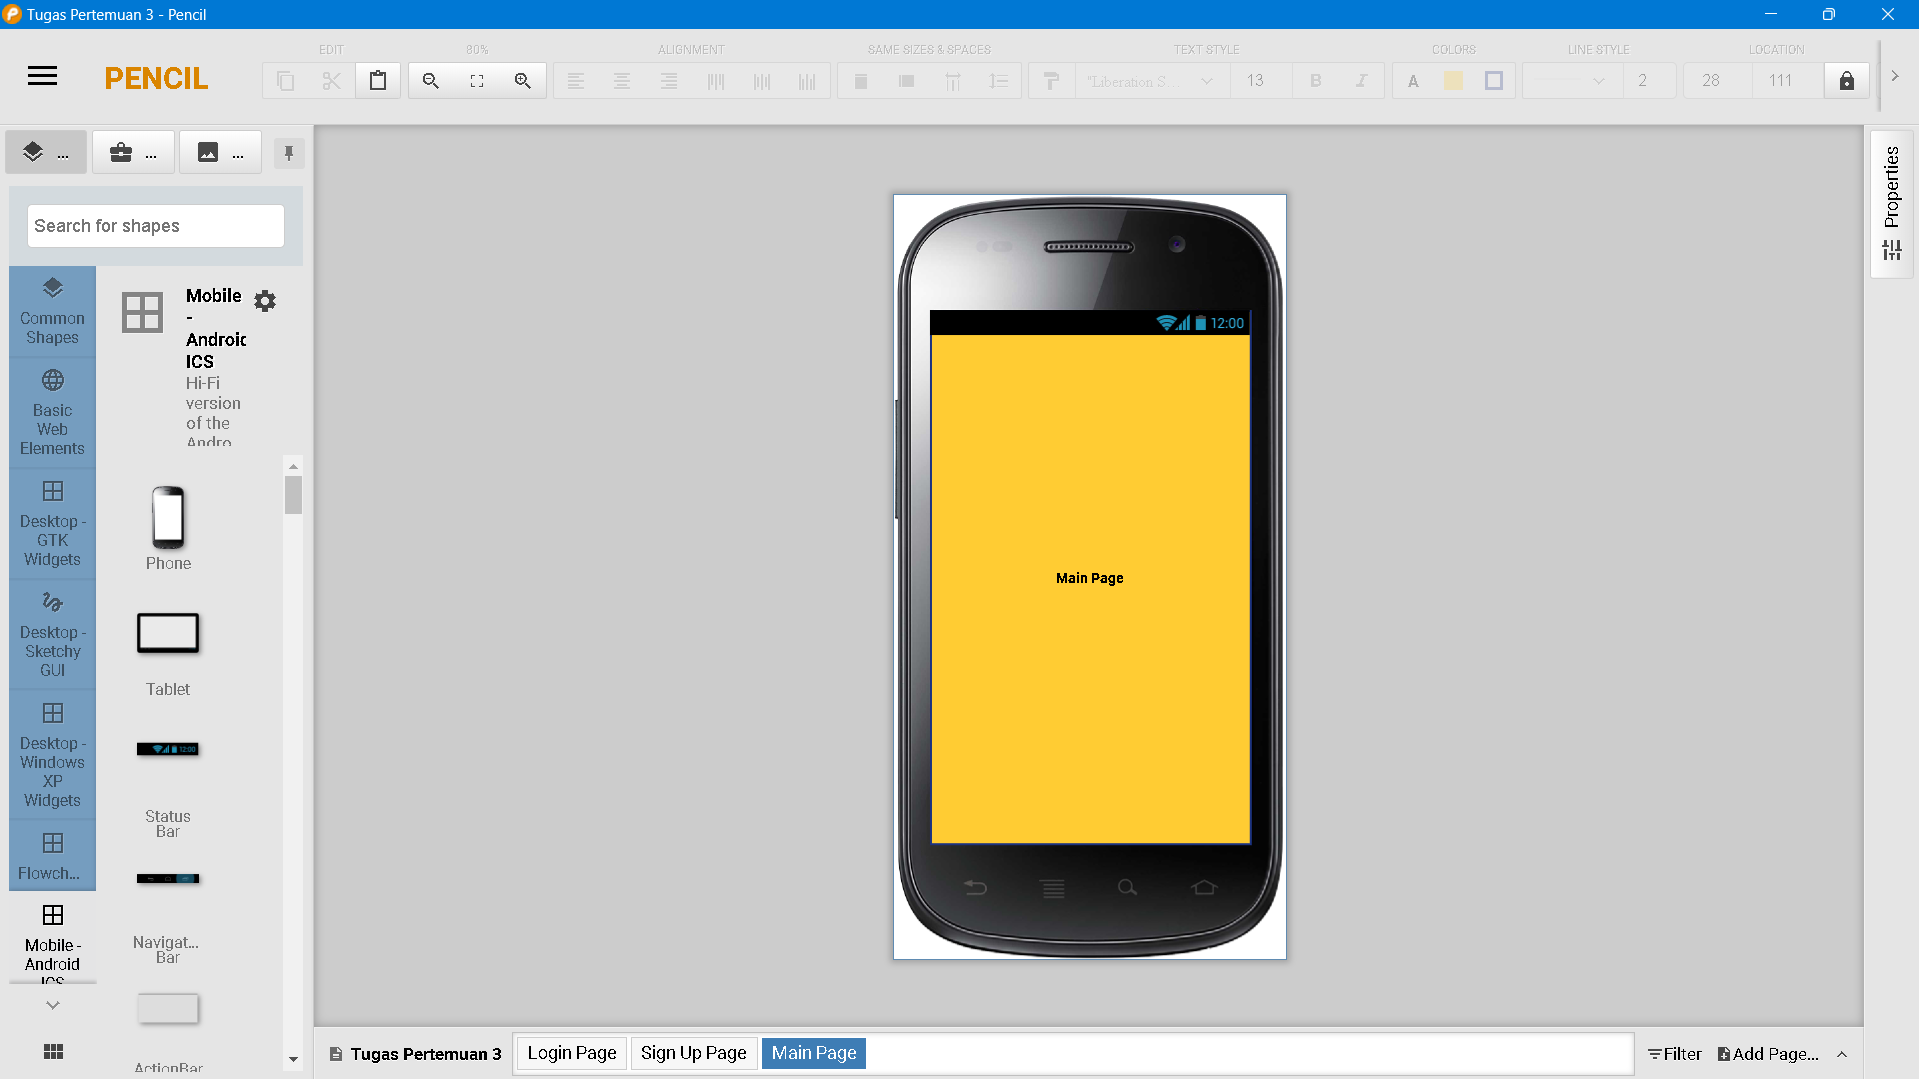 Tugas Pertemuan 3 - Pencil
EDIT
80%
ALIGNMENT
SAME SIZES & SPACES
TEXT STYLE
COLORS
LINE STYLE
LOCATION
PENCIL
"Liberation S...
13
B
I
A
2
28
111
...
...
...
Properties
Search for shapes
Common
Shapes
Basic
Web
Elements
Desktop -
GTK
Widgets
Desktop -
Sketchy
GUI
Desktop -
Windows
XP
Widgets
Flowch...
Mobile -
Android
ICS
Mobile
-
Android
ICS
Hi-Fi
version
of the
Andro
Phone
Tablet
12:00
Status
Bar
Navigat...
Bar
ActionBar
12:00
Main Page
Tugas Pertemuan 3
Login Page
Sign Up Page
Main Page
Filter
Add Page...